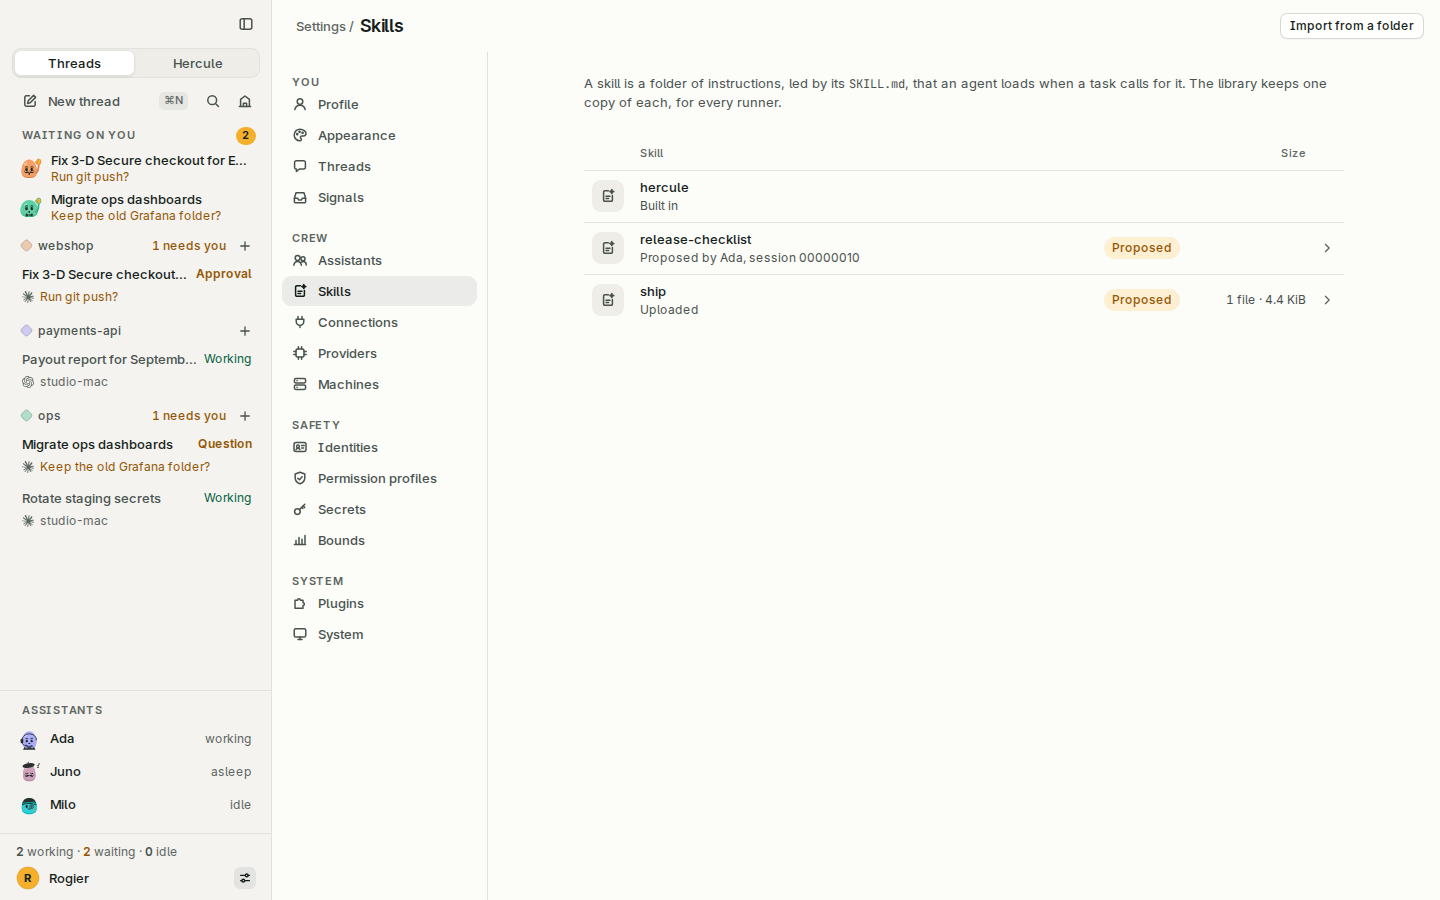 Threads
Hercule
New thread
⌘N
WAITING ON YOU
2
Fix 3-D Secure checkout for E...
Run git push?
Migrate ops dashboards
Keep the old Grafana folder?
webshop
1 needs you
Fix 3-D Secure checkout...
Approval
Run git push?
payments-api
Payout report for Septemb...
Working
studio-mac
ops
1 needs you
Migrate ops dashboards
Question
Keep the old Grafana folder?
Rotate staging secrets
Working
studio-mac
ASSISTANTS
Ada
working
Juno
asleep
Milo
idle
2 working · 2 waiting · 0 idle
R
Rogier
Settings / Skills
Import from a folder
YOU
Profile
Appearance
Threads
Signals
CREW
Assistants
Skills
Connections
Providers
Machines
SAFETY
Identities
Permission profiles
Secrets
Bounds
SYSTEM
Plugins
System
A skill is a folder of instructions, led by its SKILL.md, that an agent loads when a task calls for it. The library keeps one
copy of each, for every runner.
Skill
Size
hercule
Built in
release-checklist
Proposed by Ada, session 00000010
Proposed
ship
Uploaded
Proposed
1 file · 4.4 KiB